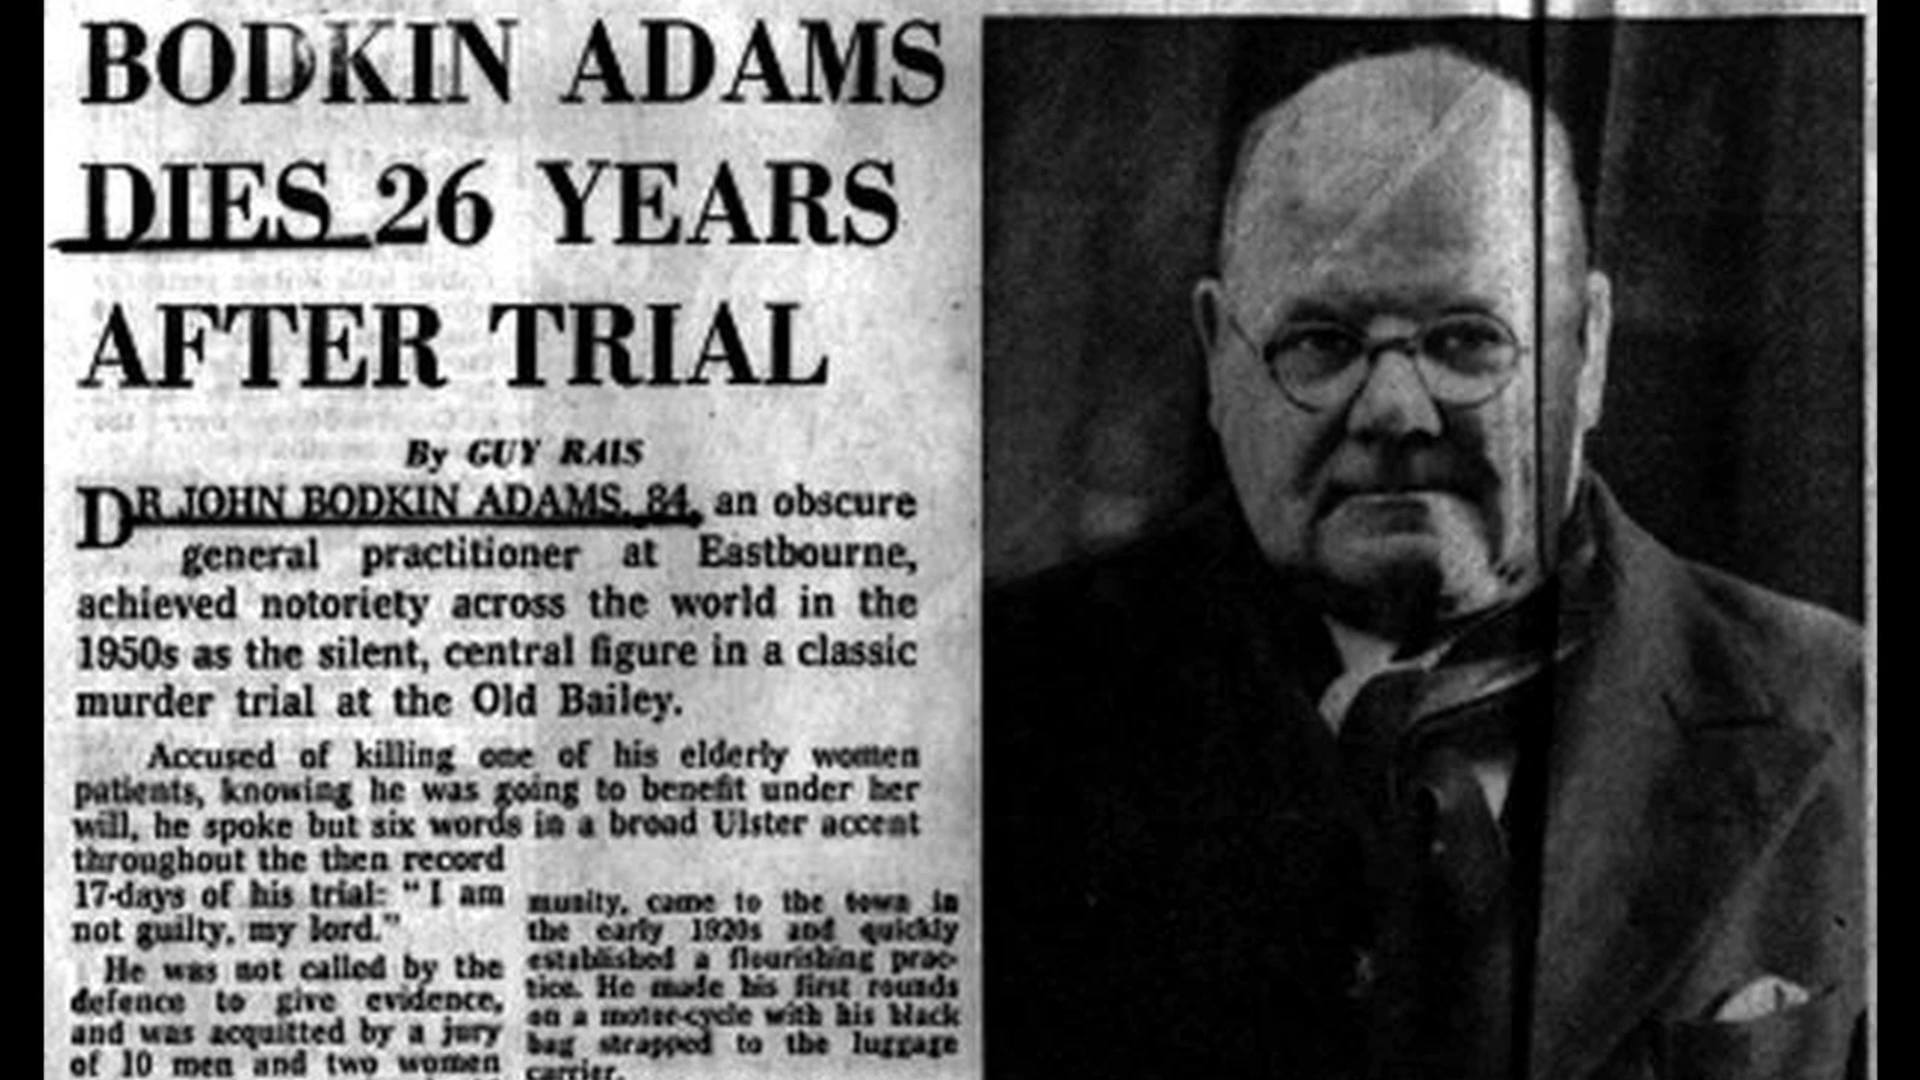 BODKIN ADAMS
DIES 26 YEARS
AFTER TRIAL
By GUY RAIS
DR JOHN BODKIN ADAMS, 84, an obscure
general practitioner at Eastbourne,
achieved notoriety across the world in the
1950s as the silent, central figure in a classic
murder trial at the Old Bailey.
Accused of killing one of his elderly women
patients, knowing he was going to benefit under her
will, he spoke but six words in a broad Ulster accent
throughout the then record
17-days of his trial: “I am
not guilty, my lord.”
He was not called by the
defence to give evidence,
and was acquitted by a jury
of 10 men and two women
munity, came to the town in
the early 1920s and quickly
established a flourishing prac-
tice. He made his first rounds
on a motor-cycle with his black
bag strapped to the luggage
carrier.